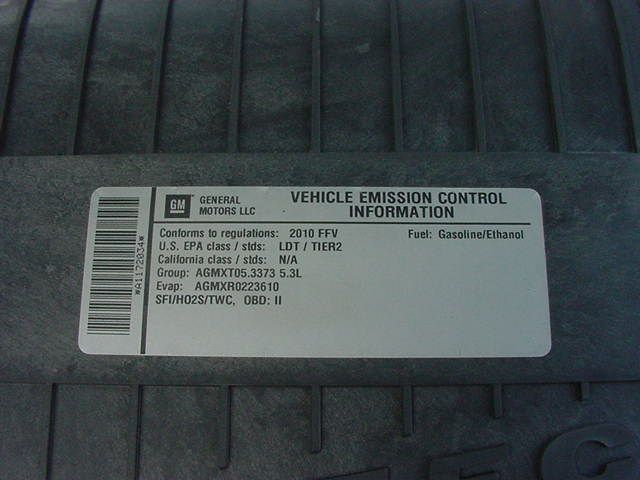 GM GENERAL MOTORS LLC
VEHICLE EMISSION CONTROL
INFORMATION
Conforms to regulations: 2010 FFV Fuel: Gasoline/Ethanol
U.S. EPA class / stds: LDT / TIER2
California class / stds: N/A
Group: AGMXT05.3373 5.3L
Evap: AGMXR0223610
SFI/HO2S/TWC, OBD: II
*A1172034*